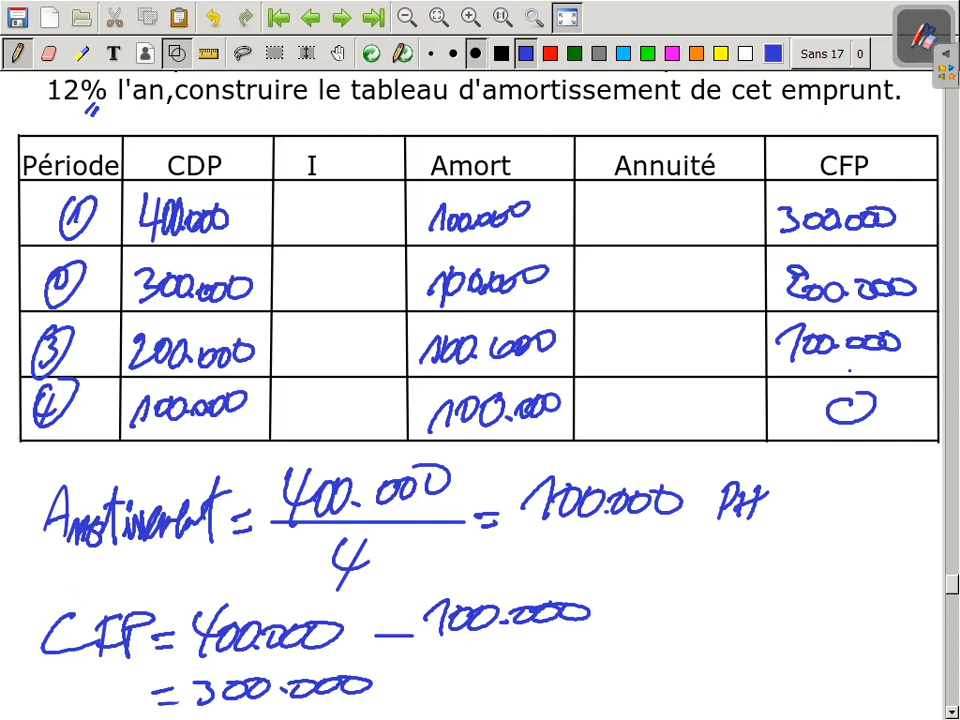 Sans 17 0
12% l'an,construire le tableau d'amortissement de cet emprunt.
Période CDP I Amort Annuité CFP
1 400.000 100.000 300.000
2 300.000 100.000 200.000
3 200.000 100.000 100.000
4 100.000 100.000 0
Amortissement = 400.000 / 4 = 100.000 DH
CFP = 400.000 — 100.000
= 300.000